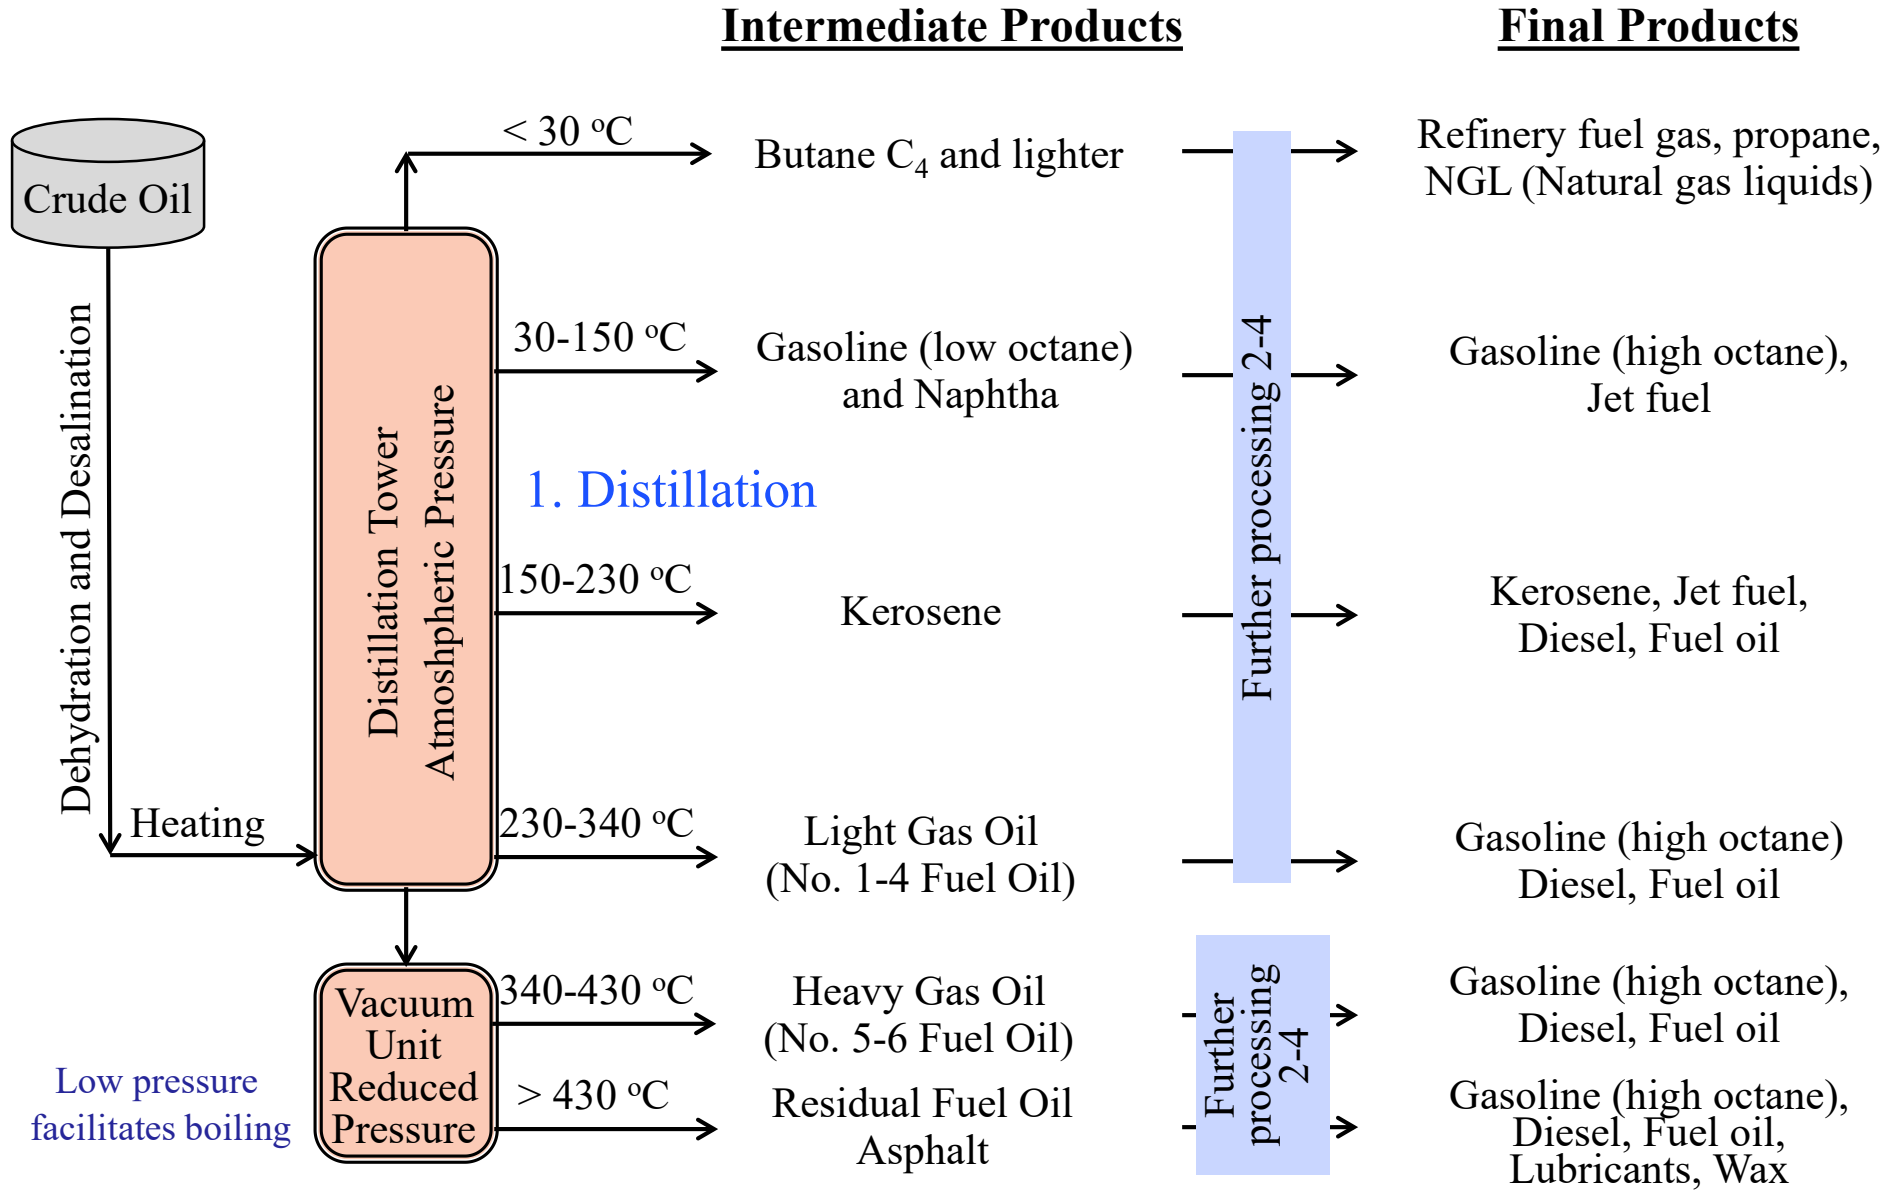 Intermediate Products
Final Products
Crude Oil
Dehydration and Desalination
Heating
Distillation Tower
Atmoshpheric Pressure
< 30 °C
Butane C₄ and lighter
Refinery fuel gas, propane,
NGL (Natural gas liquids)
30-150 °C
Gasoline (low octane)
and Naphtha
Gasoline (high octane),
Jet fuel
1. Distillation
Further processing 2-4
150-230 °C
Kerosene
Kerosene, Jet fuel,
Diesel, Fuel oil
230-340 °C
Light Gas Oil
(No. 1-4 Fuel Oil)
Gasoline (high octane)
Diesel, Fuel oil
Vacuum
Unit
Reduced
Pressure
Low pressure
facilitates boiling
340-430 °C
Heavy Gas Oil
(No. 5-6 Fuel Oil)
Further
processing
2-4
Gasoline (high octane),
Diesel, Fuel oil
> 430 °C
Residual Fuel Oil
Asphalt
Gasoline (high octane),
Diesel, Fuel oil,
Lubricants, Wax